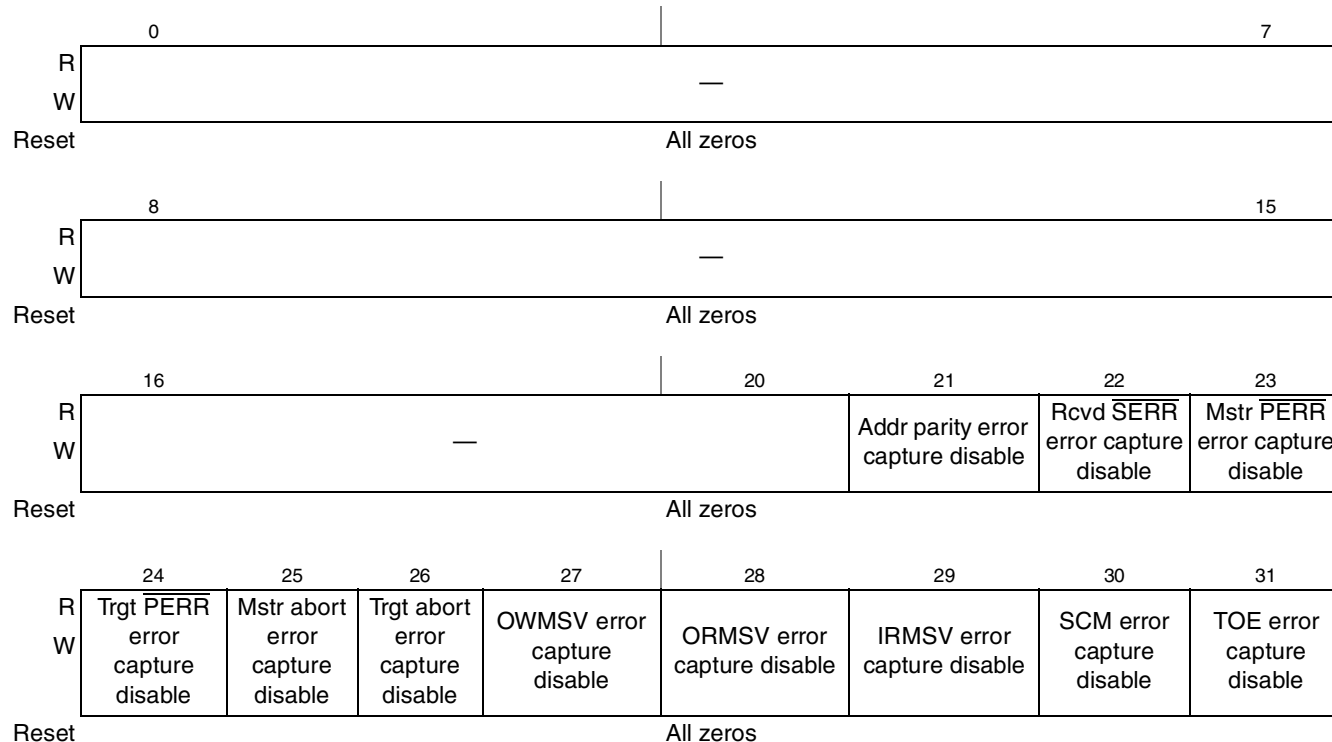 0 7
R
—
W
Reset All zeros
8 15
R
—
W
Reset All zeros
16 20 21 22 23
R
W
—
Addr parity error
capture disable
Rcvd SERR
error capture
disable
Mstr PERR
error capture
disable
Reset All zeros
24 25 26 27 28 29 30 31
R
W
Trgt PERR
error
capture
disable
Mstr abort
error
capture
disable
Trgt abort
error
capture
disable
OWMSV error
capture
disable
ORMSV error
capture disable
IRMSV error
capture disable
SCM error
capture
disable
TOE error
capture
disable
Reset All zeros